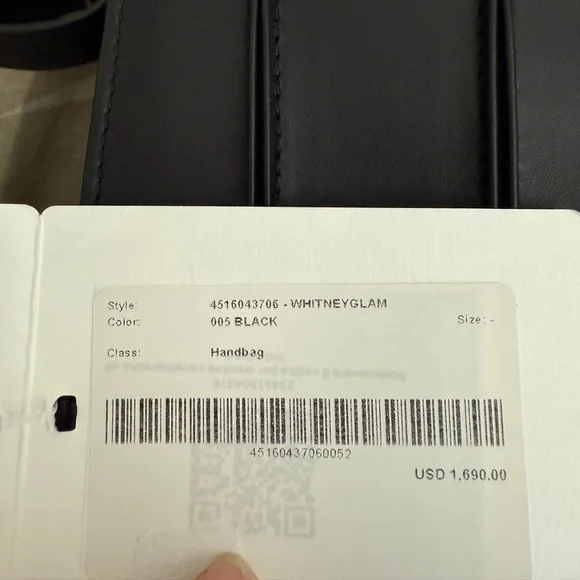 Style: 4516043706 - WHITNEYGLAM
Color: 005 BLACK Size: -
Class: Handbag
45160437060052
USD 1,690.00